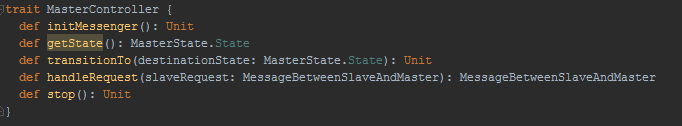 trait MasterController {
  def initMessenger(): Unit
  def getState(): MasterState.State
  def transitionTo(destinationState: MasterState.State): Unit
  def handleRequest(slaveRequest: MessageBetweenSlaveAndMaster): MessageBetweenSlaveAndMaster
  def stop(): Unit
}